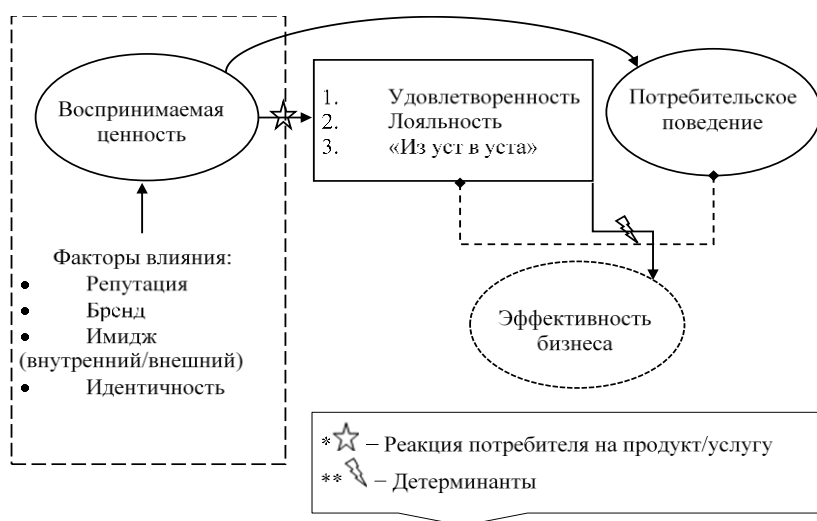 Воспринимаемая
ценность
1. Удовлетворенность
2. Лояльность
3. «Из уст в уста»
Потребительское
поведение
Факторы влияния:
● Репутация
● Бренд
● Имидж
(внутренний/внешний)
● Идентичность
Эффективность
бизнеса
* – Реакция потребителя на продукт/услугу
** – Детерминанты